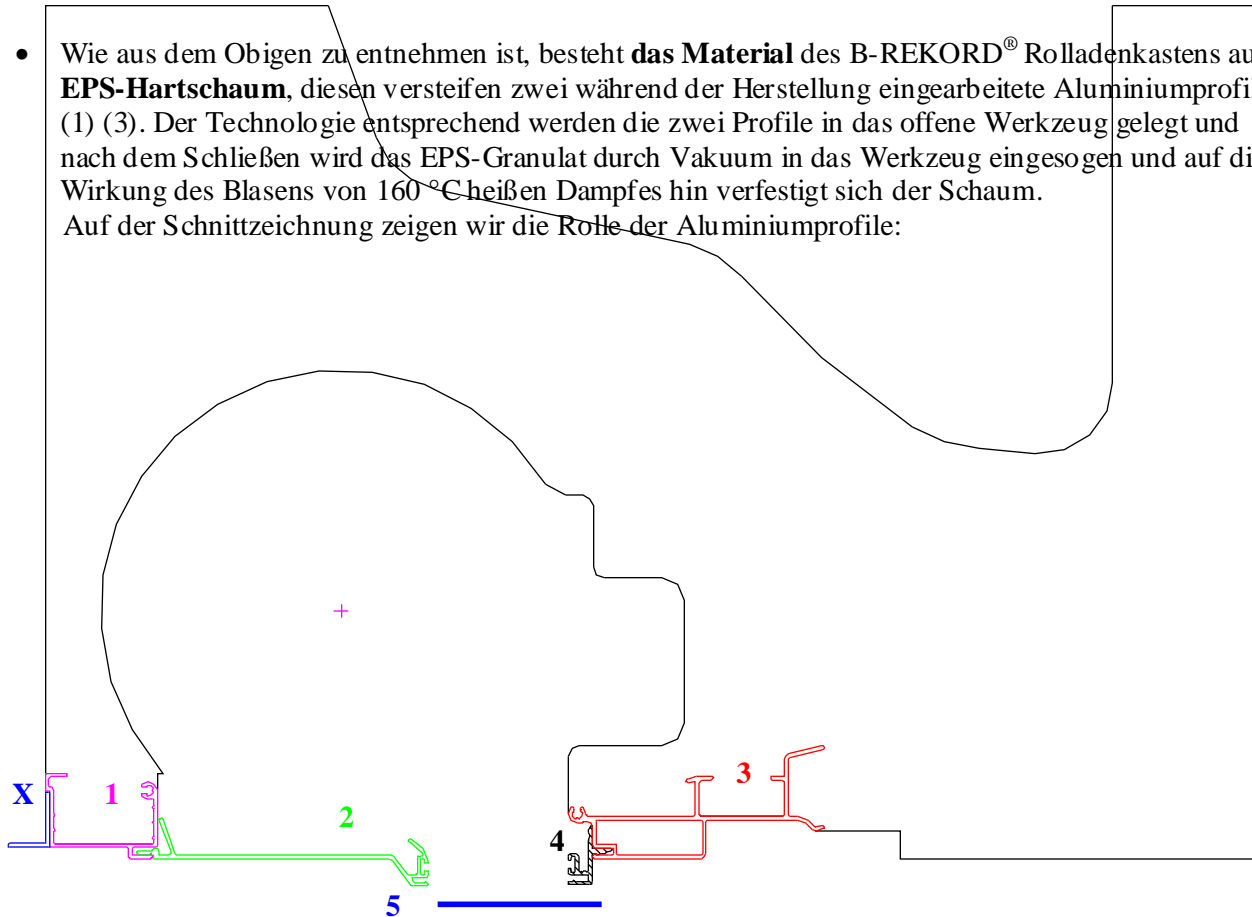 • Wie aus dem Obigen zu entnehmen ist, besteht das Material des B-REKORD® Rolladenkastens au
EPS-Hartschaum, diesen versteifen zwei während der Herstellung eingearbeitete Aluminiumprofi
(1) (3). Der Technologie entsprechend werden die zwei Profile in das offene Werkzeug gelegt und
nach dem Schließen wird das EPS-Granulat durch Vakuum in das Werkzeug eingesogen und auf di
Wirkung des Blasens von 160 °C heißen Dampfes hin verfestigt sich der Schaum.
Auf der Schnittzeichnung zeigen wir die Rolle der Aluminiumprofile:
3
X
1
2
4
5